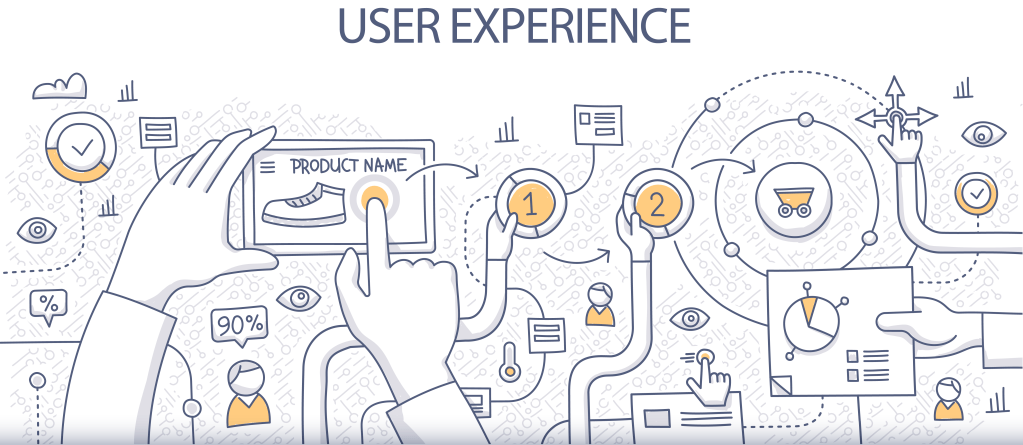 USER EXPERIENCE
PRODUCT NAME
1
2
%
90%